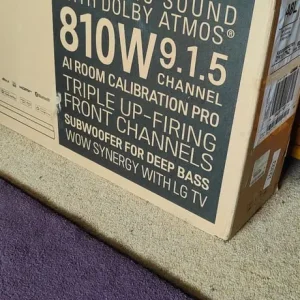 SOUND
WITH DOLBY ATMOS®
810W 9.1.5
CHANNEL
AI ROOM CALIBRATION PRO
TRIPLE UP-FIRING
FRONT CHANNELS
SUBWOOFER FOR DEEP BASS
WOW SYNERGY WITH LG TV